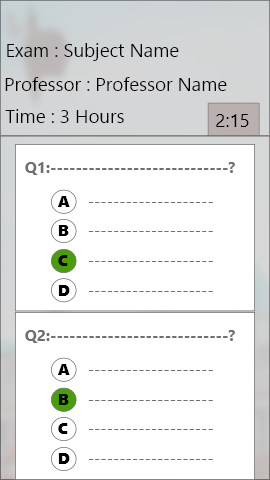 Exam : Subject Name
Professor : Professor Name
Time : 3 Hours
2:15
Q1:-----------------------------?
A --------------------
B --------------------
C --------------------
D --------------------
Q2:-----------------------------?
A --------------------
B --------------------
C --------------------
D --------------------